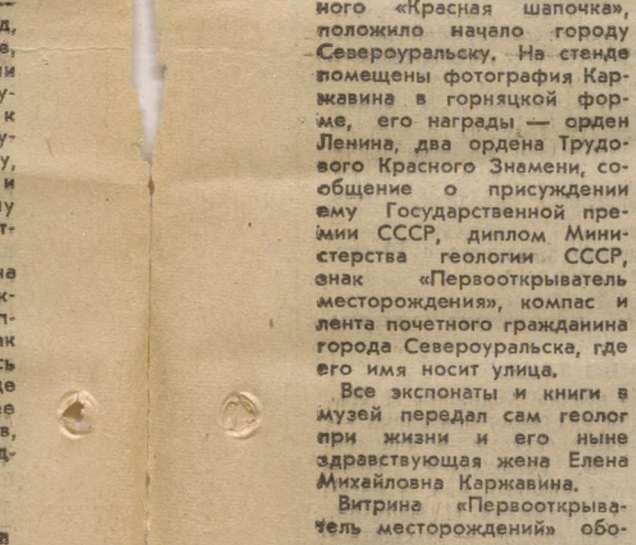 ного «Красная шапочка»,
положило начало городу
Североуральску. На стенде
помещены фотография Кар-
жавина в горняцкой фор-
ме, его награды — орден
Ленина, два ордена Трудо-
вого Красного Знамени, со-
общение о присуждении
ему Государственной пре-
мии СССР, диплом Мини-
стерства геологии СССР,
знак «Первооткрыватель
месторождения», компас и
лента почетного гражданина
города Североуральска, где
его имя носит улица.
Все экспонаты и книги в
музей передал сам геолог
при жизни и его ныне
здравствующая жена Елена
Михайловна Каржавина.
Витрина «Первооткрыва-
тель месторождений» обо-